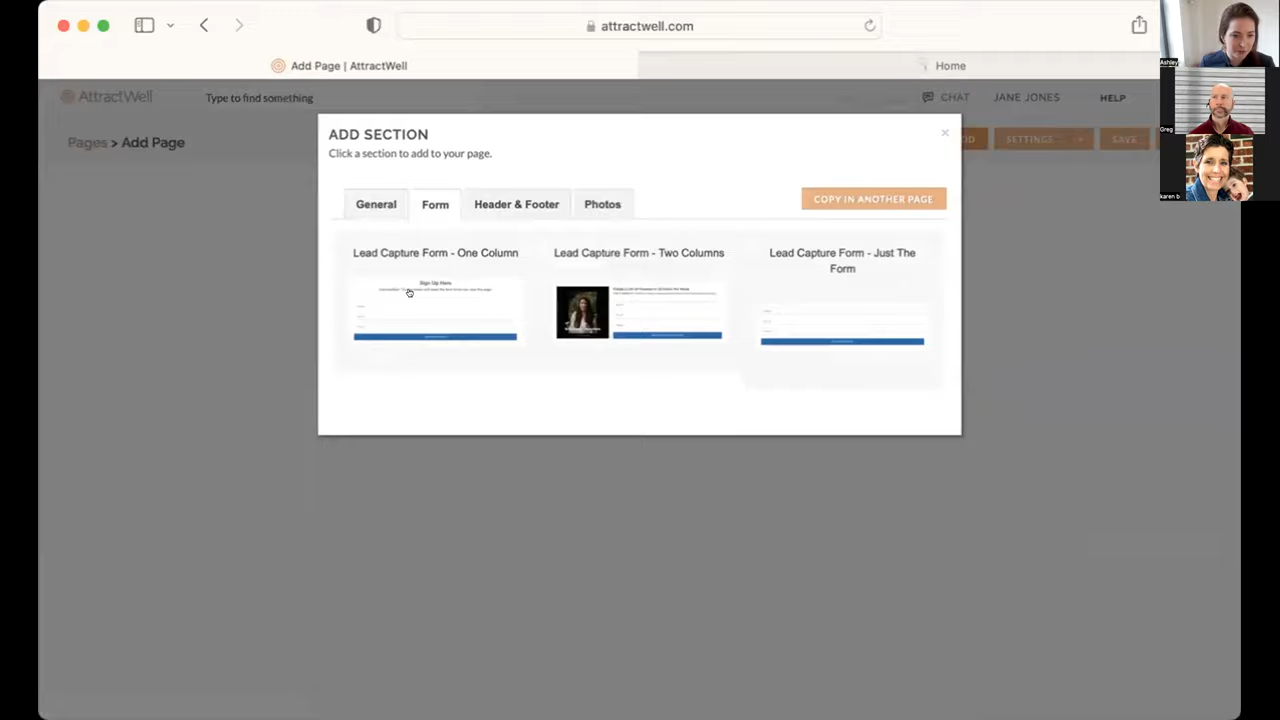 attractwell.com
Add Page | AttractWell
Home
AttractWell
Type to find something
CHAT
JANE JONES
HELP
Pages > Add Page
SETTINGS
SAVE
ADD SECTION
×
Click a section to add to your page.
General
Form
Header & Footer
Photos
COPY IN ANOTHER PAGE
Lead Capture Form - One Column
Lead Capture Form - Two Columns
Lead Capture Form - Just The
Form
Sign Up Here
Ashley
Greg
karen b